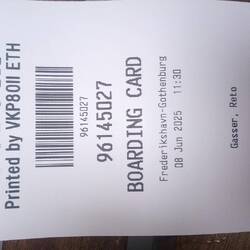 Printed by VKP80II ETH
96145027
96145027
BOARDING CARD
Frederikshavn-Gothenburg
08 Jun 2025 11:30
Gasser, Reto